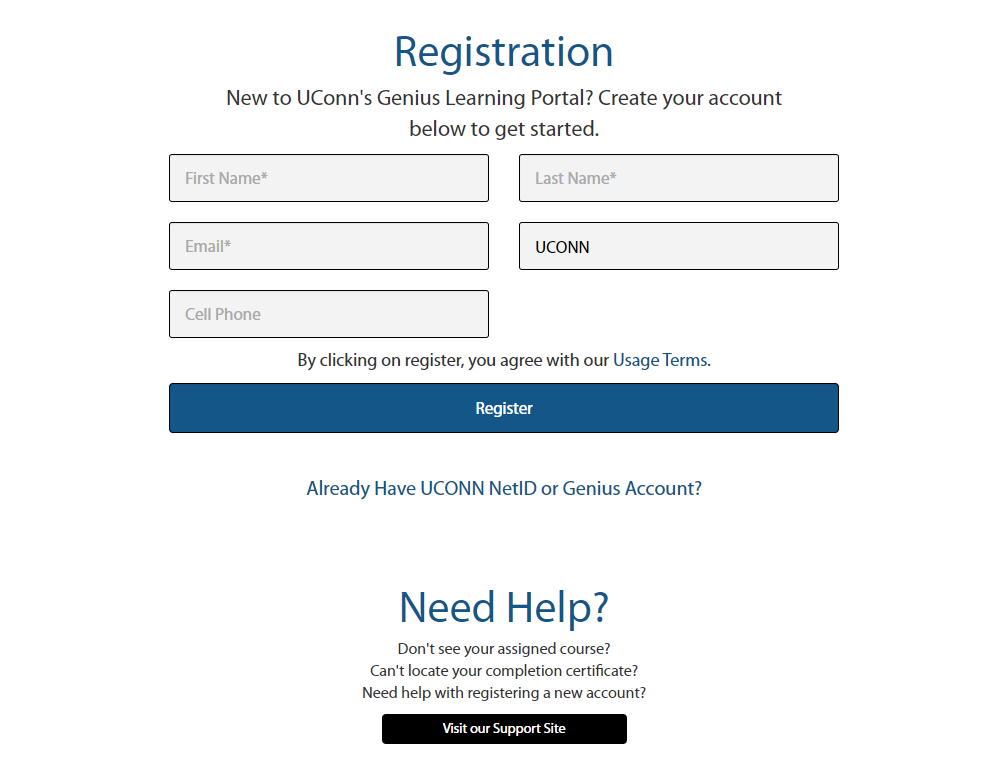 Registration
New to UConn's Genius Learning Portal? Create your account
below to get started.
First Name*
Last Name*
Email*
UCONN
Cell Phone
By clicking on register, you agree with our Usage Terms.
Register
Already Have UCONN NetID or Genius Account?
Need Help?
Don't see your assigned course?
Can't locate your completion certificate?
Need help with registering a new account?
Visit our Support Site